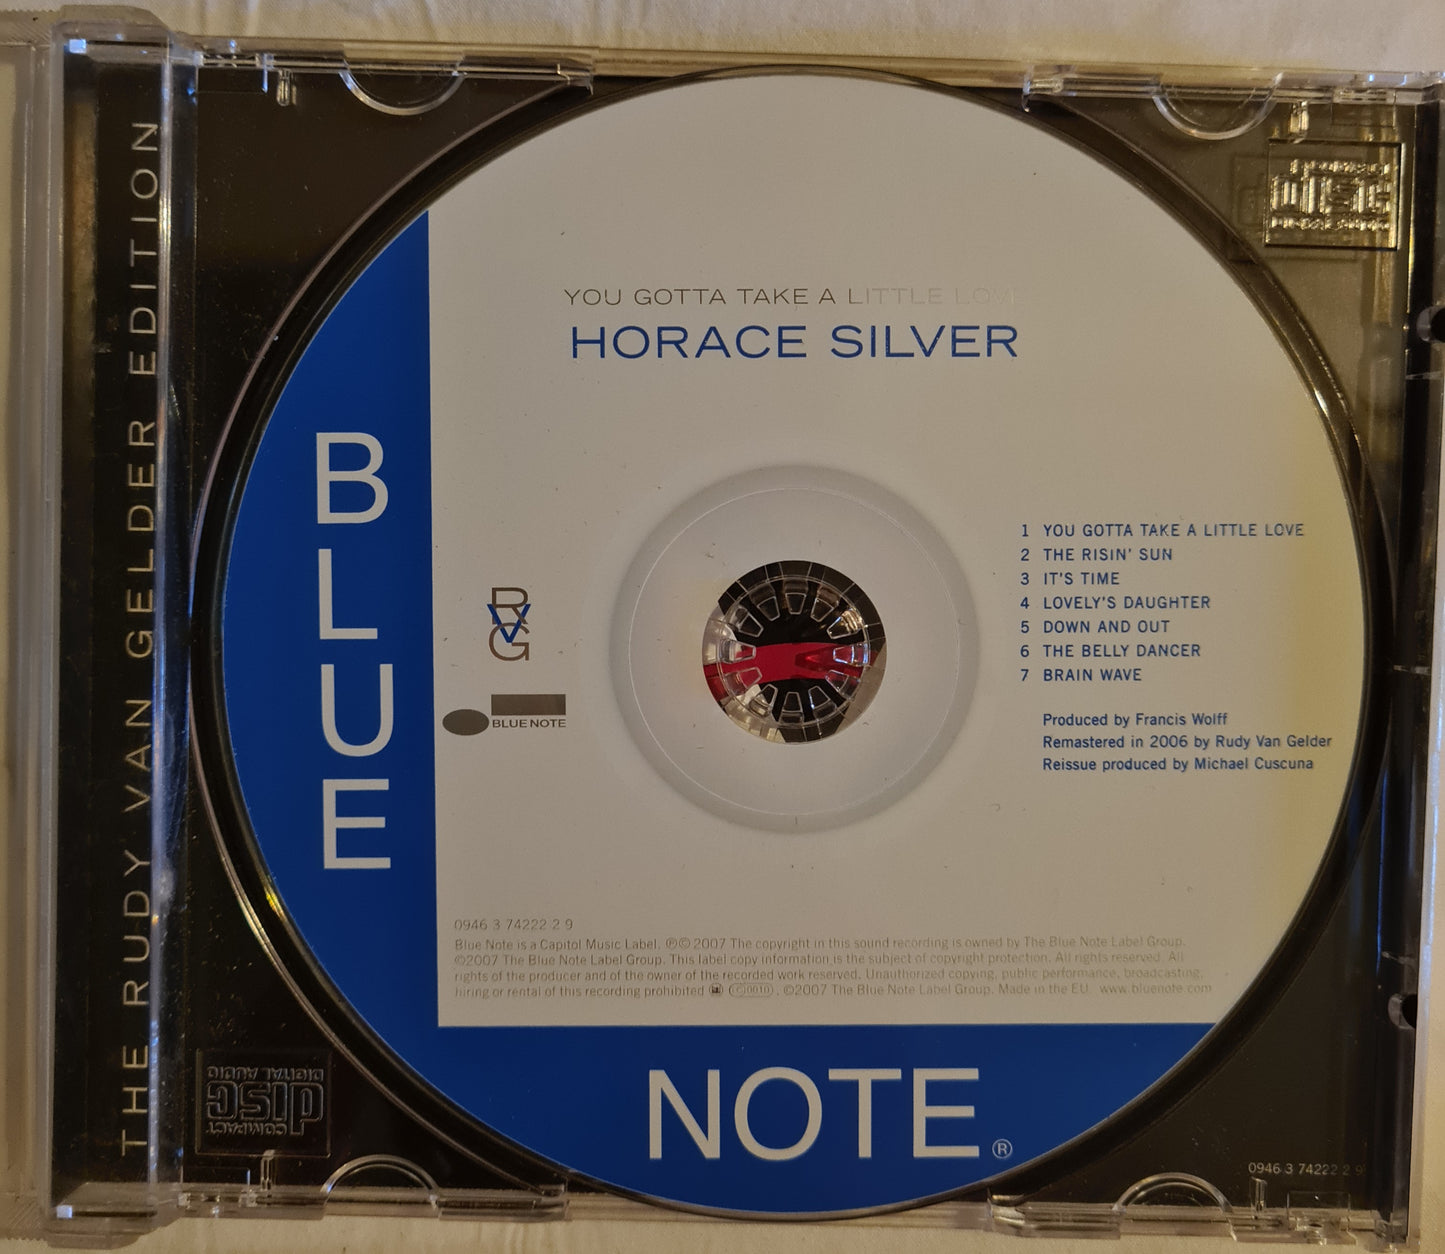 THE RUDY VAN GELDER EDITION
YOU GOTTA TAKE A LITTLE LOVE
HORACE SILVER
BLUE
NOTE®
RVG
BLUE NOTE
1 YOU GOTTA TAKE A LITTLE LOVE
2 THE RISIN' SUN
3 IT'S TIME
4 LOVELY'S DAUGHTER
5 DOWN AND OUT
6 THE BELLY DANCER
7 BRAIN WAVE
Produced by Francis Wolff
Remastered in 2006 by Rudy Van Gelder
Reissue produced by Michael Cuscuna
0946 3 74222 2 9
Blue Note is a Capitol Music Label. ℗© 2007 The copyright in this sound recording is owned by The Blue Note Label Group.
©2007 The Blue Note Label Group. This label copy information is the subject of copyright protection. All rights reserved. All
rights of the producer and of the owner of the recorded work reserved. Unauthorized copying, public performance, broadcasting,
hiring or rental of this recording prohibited LC0010. ©2007 The Blue Note Label Group. Made in the EU. www.bluenote.com
COMPACT
disc
DIGITAL AUDIO
0946 3 74222 2 9